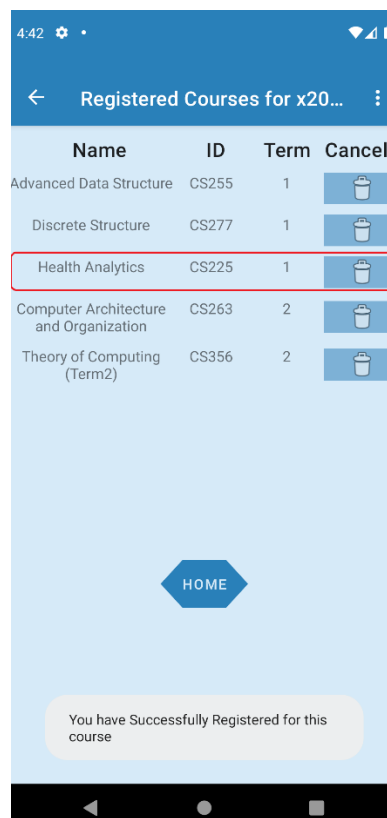 4:42
Registered Courses for x20...
Name ID Term Cancel
Advanced Data Structure CS255 1
Discrete Structure CS277 1
Health Analytics CS225 1
Computer Architecture CS263 2
and Organization
Theory of Computing CS356 2
(Term2)
HOME
You have Successfully Registered for this
course